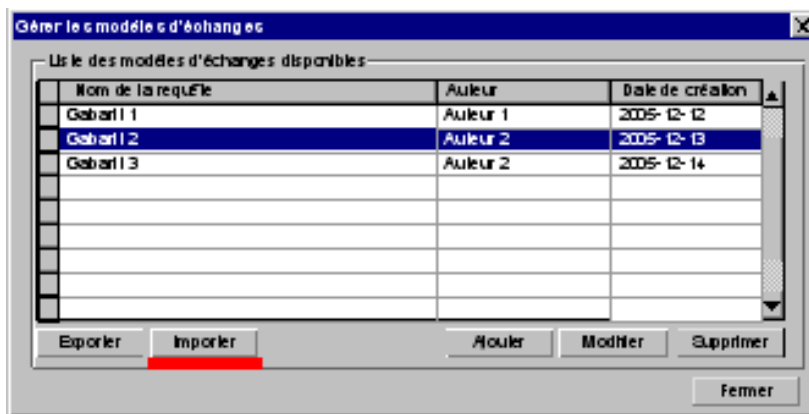 Gérer les modèles d'échanges
Liste des modèles d'échanges disponibles
Nom de la requête Auteur Date de création
Gabarit 1 Auteur 1 2005-12-12
Gabarit 2 Auteur 2 2005-12-13
Gabarit 3 Auteur 2 2005-12-14
Exporter Importer Ajouter Modifier Supprimer
Fermer